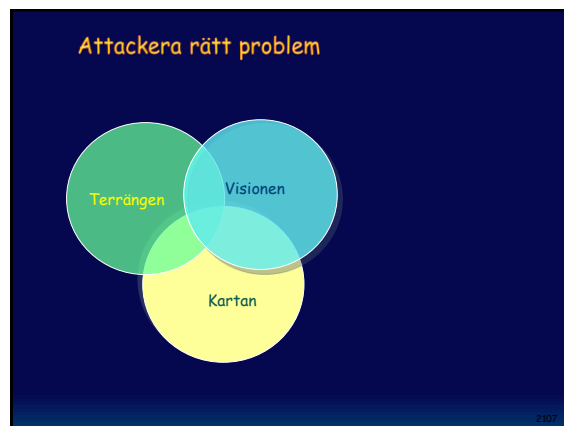 Attackera rätt problem
Visionen
Terrängen
Kartan
2107